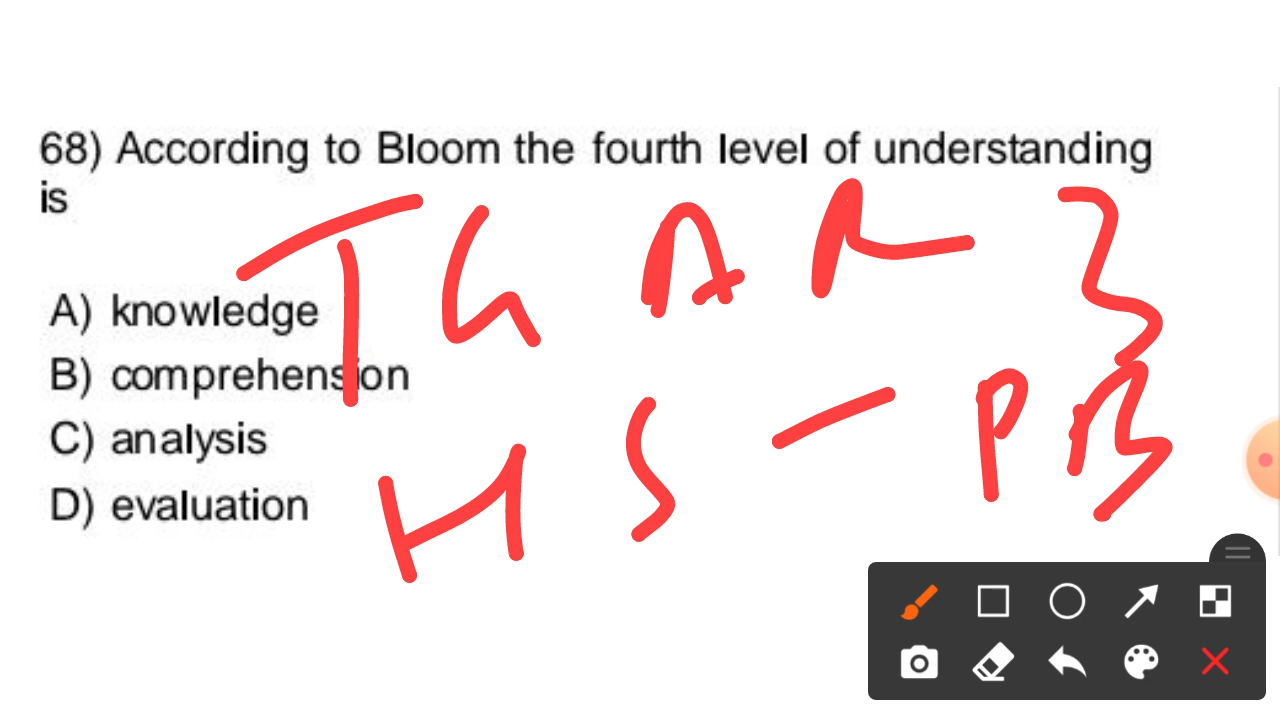 68) According to Bloom the fourth level of understanding
is
T G A R
A) knowledge
B) comprehension
C) analysis
D) evaluation
H S - P B